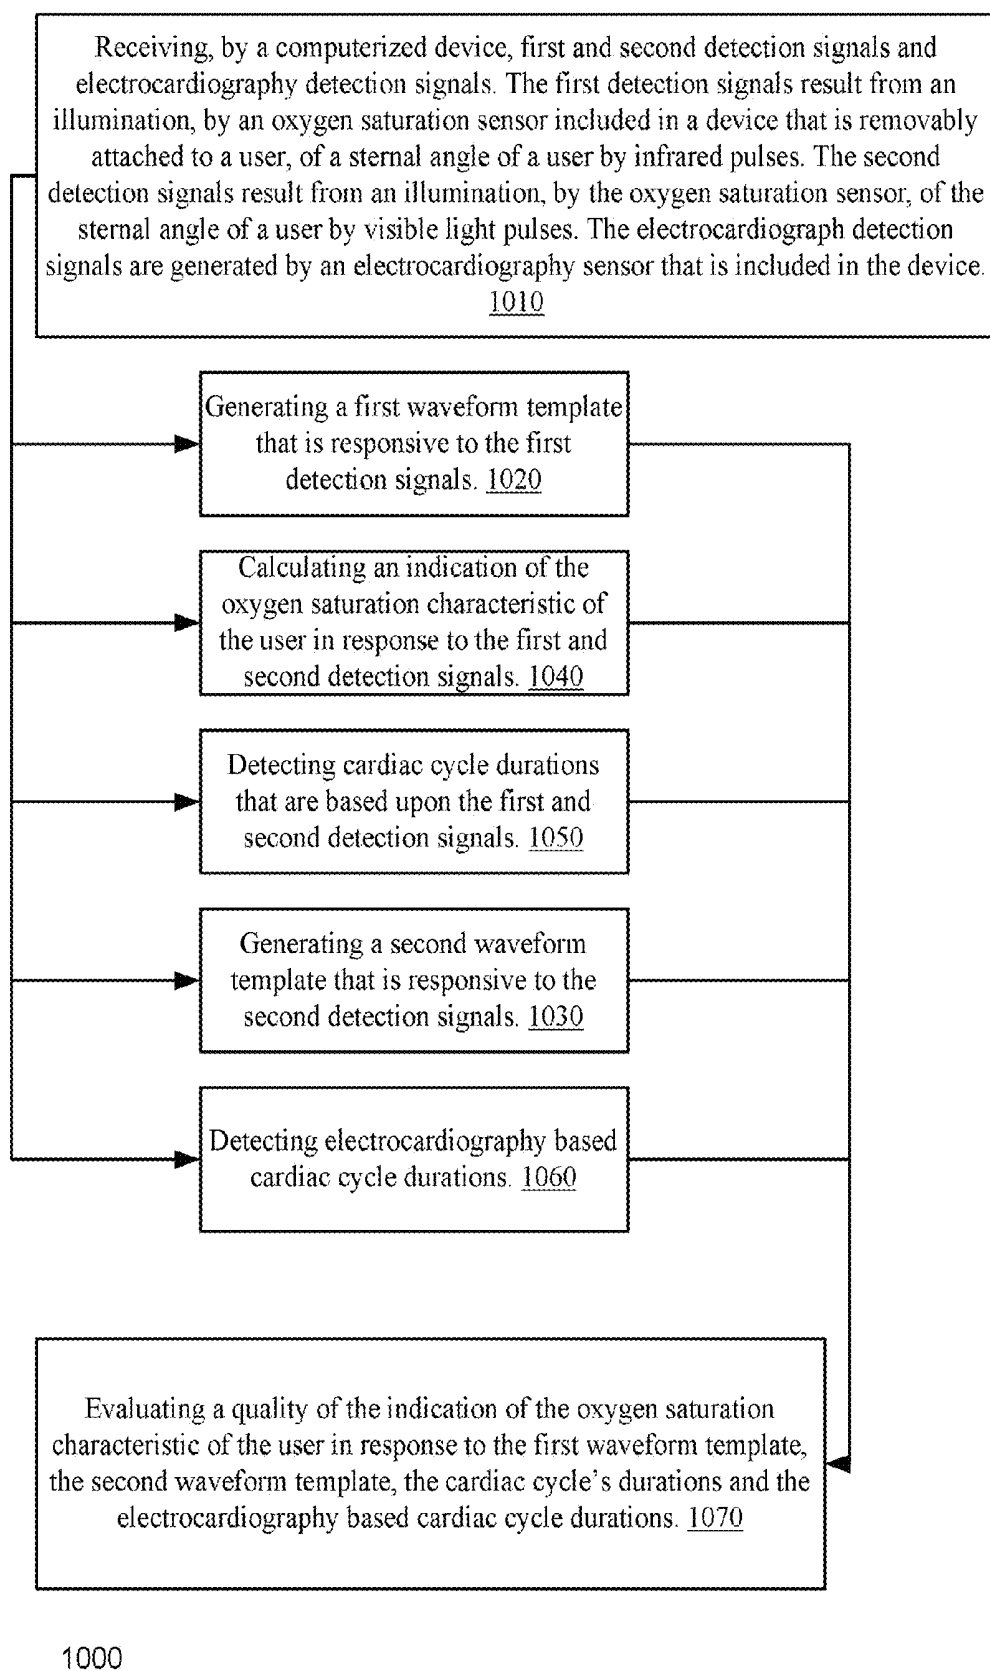 Receiving, by a computerized device, first and second detection signals and
electrocardiography detection signals. The first detection signals result from an
illumination, by an oxygen saturation sensor included in a device that is removably
attached to a user, of a sternal angle of a user by infrared pulses. The second
detection signals result from an illumination, by the oxygen saturation sensor, of the
sternal angle of a user by visible light pulses. The electrocardiograph detection
signals are generated by an electrocardiography sensor that is included in the device.
1010
Generating a first waveform template
that is responsive to the first
detection signals. 1020
Calculating an indication of the
oxygen saturation characteristic of
the user in response to the first and
second detection signals. 1040
Detecting cardiac cycle durations
that are based upon the first and
second detection signals. 1050
Generating a second waveform
template that is responsive to the
second detection signals. 1030
Detecting electrocardiography based
cardiac cycle durations. 1060
Evaluating a quality of the indication of the oxygen saturation
characteristic of the user in response to the first waveform template,
the second waveform template, the cardiac cycle’s durations and the
electrocardiography based cardiac cycle durations. 1070
1000